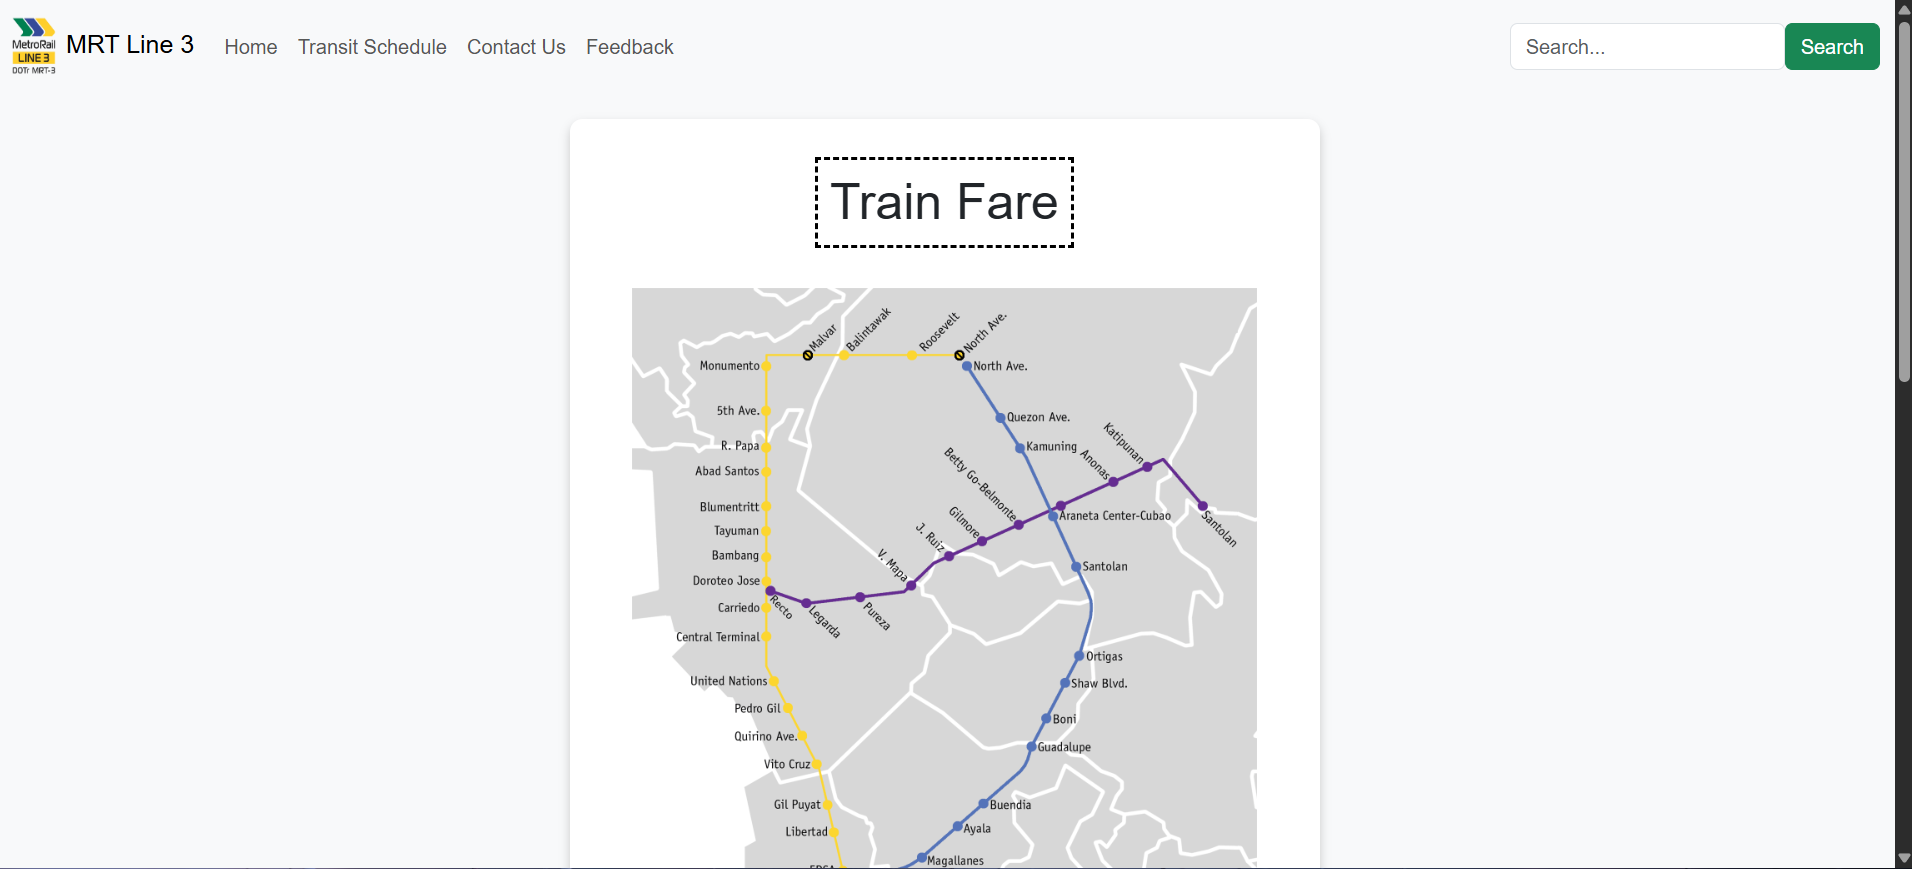 MetroRail
LINE 3
DOTr MRT-3
MRT Line 3
Home
Transit Schedule
Contact Us
Feedback
Search...
Search
Train Fare
Malvar
Balintawak
Roosevelt
North Ave.
Monumento
North Ave.
5th Ave.
Quezon Ave.
R. Papa
Kamuning
Katipunan
Anonas
Betty Go-Belmonte
Abad Santos
Blumentritt
Gilmore
Araneta Center-Cubao
Santolan
Tayuman
J. Ruiz
Bambang
V. Mapa
Santolan
Doroteo Jose
Recto
Legarda
Pureza
Carriedo
Central Terminal
Ortigas
United Nations
Shaw Blvd.
Pedro Gil
Boni
Quirino Ave.
Guadalupe
Vito Cruz
Gil Puyat
Buendia
Libertad
Ayala
Magallanes